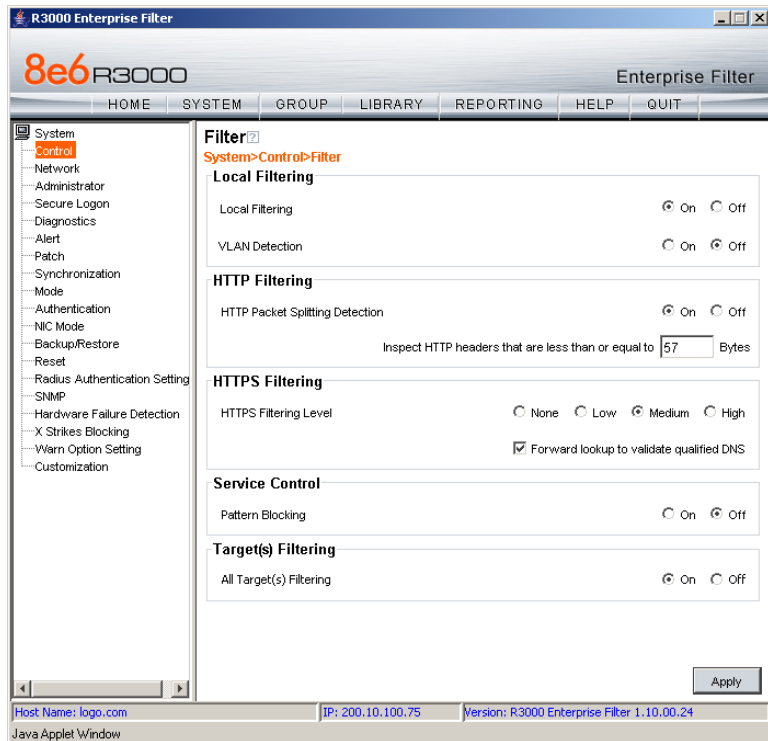 R3000 Enterprise Filter
8e6 R3000
Enterprise Filter
HOME SYSTEM GROUP LIBRARY REPORTING HELP QUIT
System
Control
Network
Administrator
Secure Logon
Diagnostics
Alert
Patch
Synchronization
Mode
Authentication
NIC Mode
Backup/Restore
Reset
Radius Authentication Setting
SNMP
Hardware Failure Detection
X Strikes Blocking
Warn Option Setting
Customization
Filter ?
System>Control>Filter
Local Filtering
Local Filtering On Off
VLAN Detection On Off
HTTP Filtering
HTTP Packet Splitting Detection On Off
Inspect HTTP headers that are less than or equal to 57 Bytes
HTTPS Filtering
HTTPS Filtering Level None Low Medium High
Forward lookup to validate qualified DNS
Service Control
Pattern Blocking On Off
Target(s) Filtering
All Target(s) Filtering On Off
Apply
Host Name: logo.com IP: 200.10.100.75 Version: R3000 Enterprise Filter 1.10.00.24
Java Applet Window